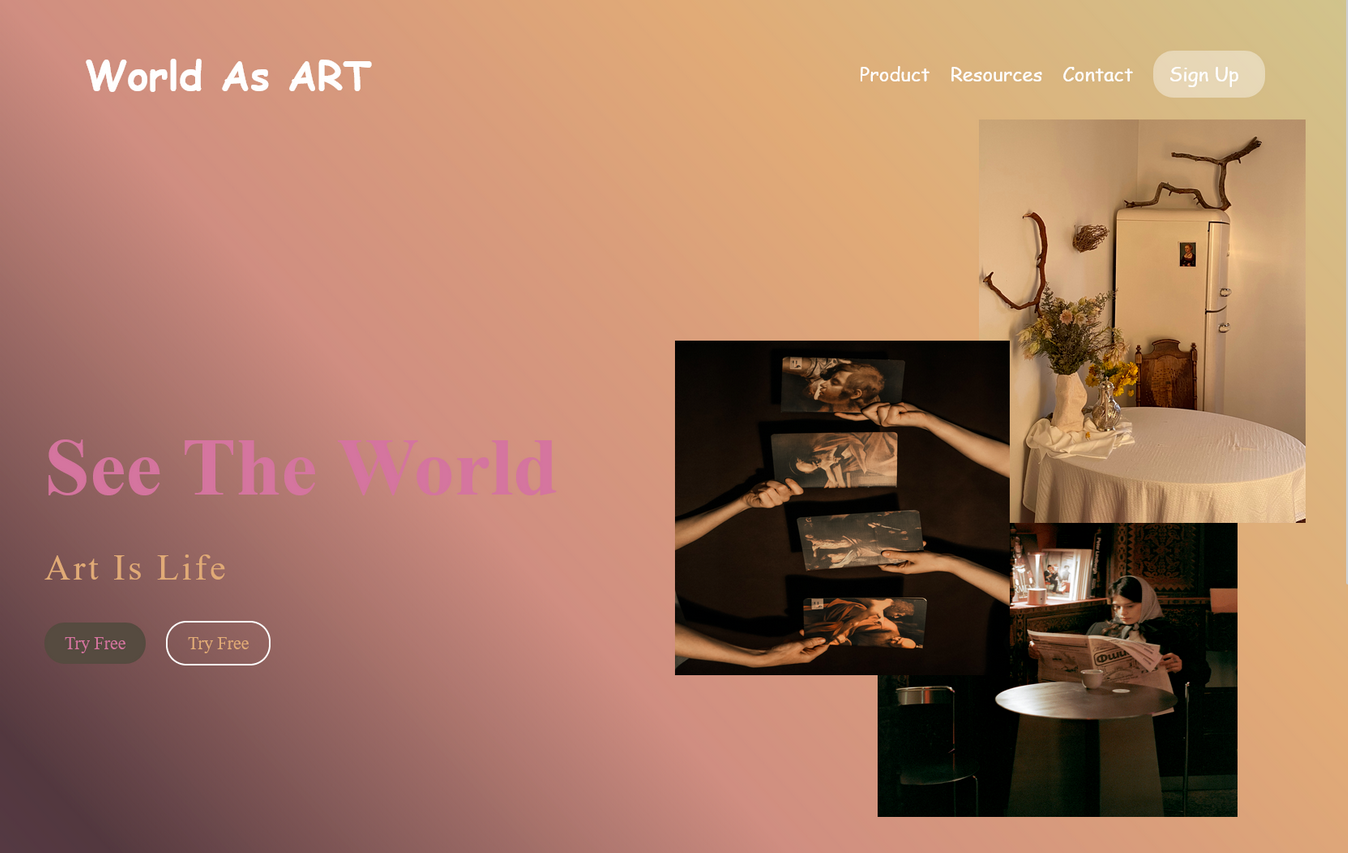 World As ART
Product Resources Contact Sign Up
See The World
Art Is Life
Try Free Try Free